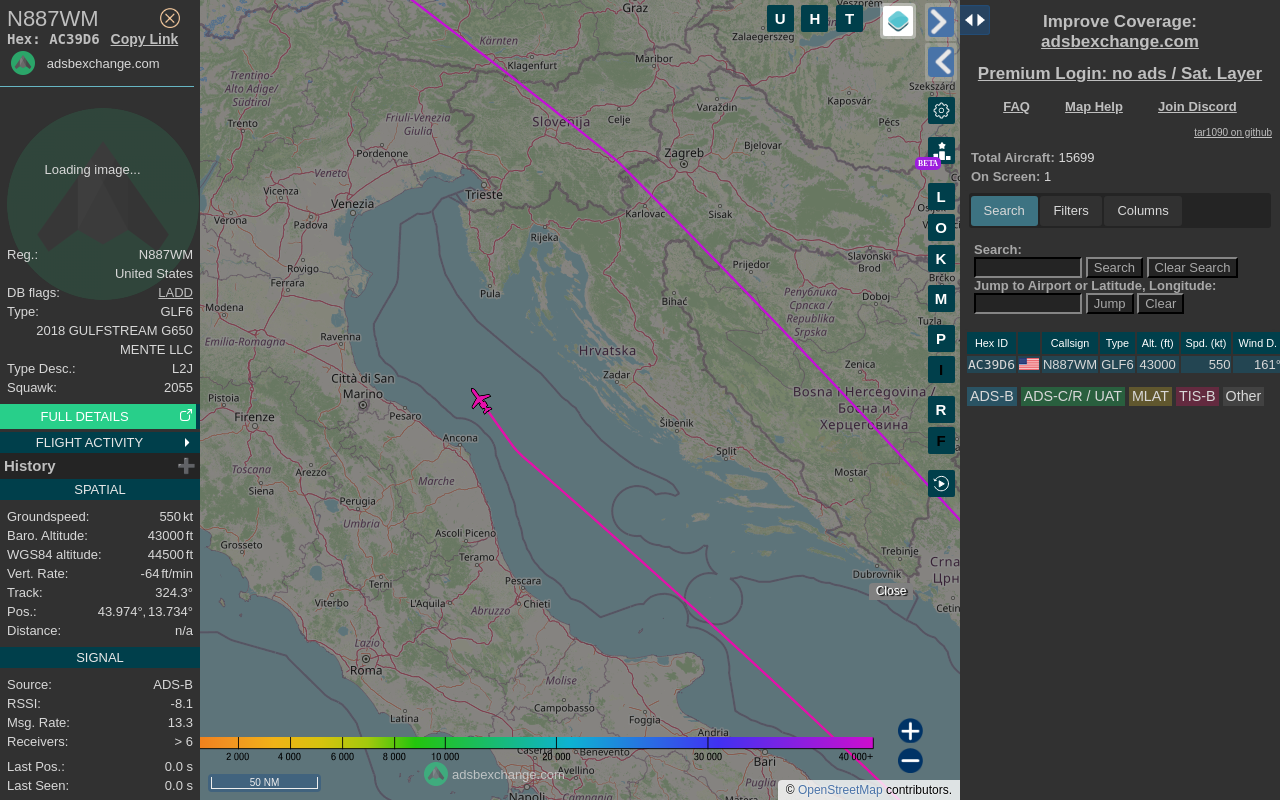 N887WM
Hex: AC39D6 Copy Link
adsbexchange.com
Loading image...
Reg.: N887WM
United States
DB flags: LADD
Type: GLF6
2018 GULFSTREAM G650
MENTE LLC
Type Desc.: L2J
Squawk: 2055
FULL DETAILS
FLIGHT ACTIVITY
History
SPATIAL
Groundspeed: 550 kt
Baro. Altitude: 43000 ft
WGS84 altitude: 44500 ft
Vert. Rate: -64 ft/min
Track: 324.3°
Pos.: 43.974°, 13.734°
Distance: n/a
SIGNAL
Source: ADS-B
RSSI: -8.1
Msg. Rate: 13.3
Receivers: > 6
Last Pos.: 0.0 s
Last Seen: 0.0 s
Graz
Veszprém
Zalaegerszeg
Kärnten
Klagenfurt
Maribor
Trentino-
Alto Adige/
Südtirol
Szekszárd
Kaposvár
Varaždin
Celje
Slovenija
Friuli-Venezia
Giulia
Trento
Pécs
Bjelovar
Pordenone
Zagreb
Veneto
Vicenza
Trieste
Venezia
Verona
Padova
Karlovac
Sisak
Rijeka
Slavonski
Brod
Rovigo
Prijedor
Brčko
Ferrara
Pula
Република
Српска /
Republika
Srpska
Doboj
Bihać
Modena
Tuzla
Emilia-Romagna
Ravenna
Hrvatska
Zenica
Zadar
Città di San
Marino
Bosna i Hercegovina /
Босна и
Херцеговина
Pistoia
Firenze
Pesaro
Šibenik
Ancona
Split
Toscana
Arezzo
Mostar
Siena
Marche
Perugia
Umbria
Ascoli Piceno
Grosseto
Teramo
Trebinje
Crna
Црн
Dubrovnik
Terni
Pescara
Viterbo
L'Aquila
Chieti
Abruzzo
Cetin
Lazio
Roma
Molise
Latina
Campobasso
Foggia
Andria
Caserta
Benevento
Bari
Avellino
Puglia
Napoli
Campania
Matera
U H T
BETA
L
O
K
M
P
I
R
F
Close
2 000 4 000 6 000 8 000 10 000 20 000 30 000 40 000+
50 NM
adsbexchange.com
© OpenStreetMap contributors.
Improve Coverage:
adsbexchange.com
Premium Login: no ads / Sat. Layer
FAQ Map Help Join Discord
tar1090 on github
Total Aircraft: 15699
On Screen: 1
Search Filters Columns
Search:
Search Clear Search
Jump to Airport or Latitude, Longitude:
Jump Clear
Hex ID Callsign Type Alt. (ft) Spd. (kt) Wind D.
AC39D6 N887WM GLF6 43000 550 161°
ADS-B ADS-C/R / UAT MLAT TIS-B Other